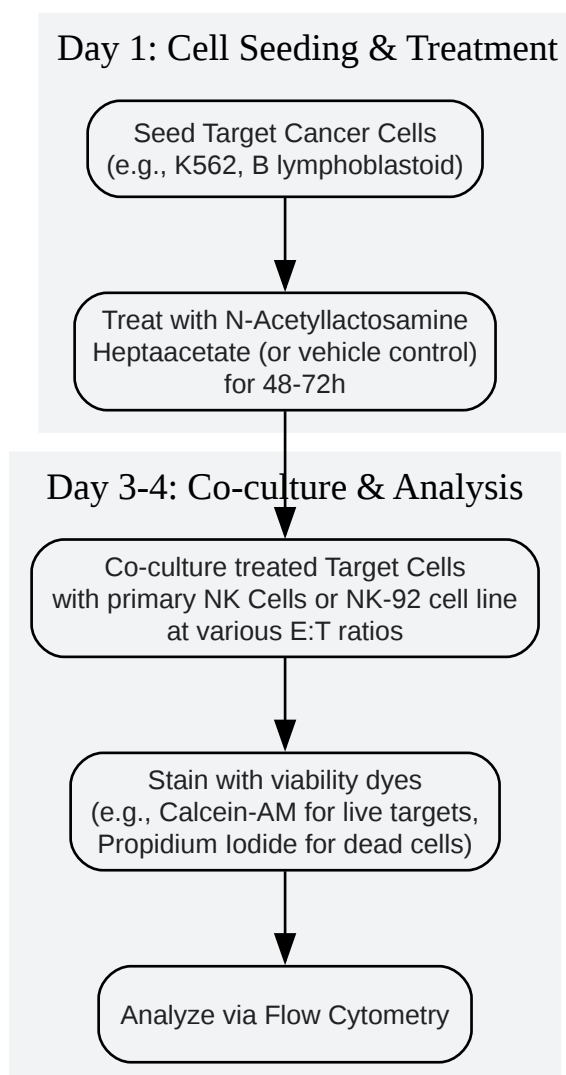 Day 1: Cell Seeding & Treatment
Seed Target Cancer Cells
(e.g., K562, B lymphoblastoid)
Treat with N-Acetyllactosamine
Heptaacetate (or vehicle control)
for 48-72h
Day 3-4: Co-culture & Analysis
Co-culture treated Target Cells
with primary NK Cells or NK-92 cell line
at various E:T ratios
Stain with viability dyes
(e.g., Calcein-AM for live targets,
Propidium Iodide for dead cells)
Analyze via Flow Cytometry